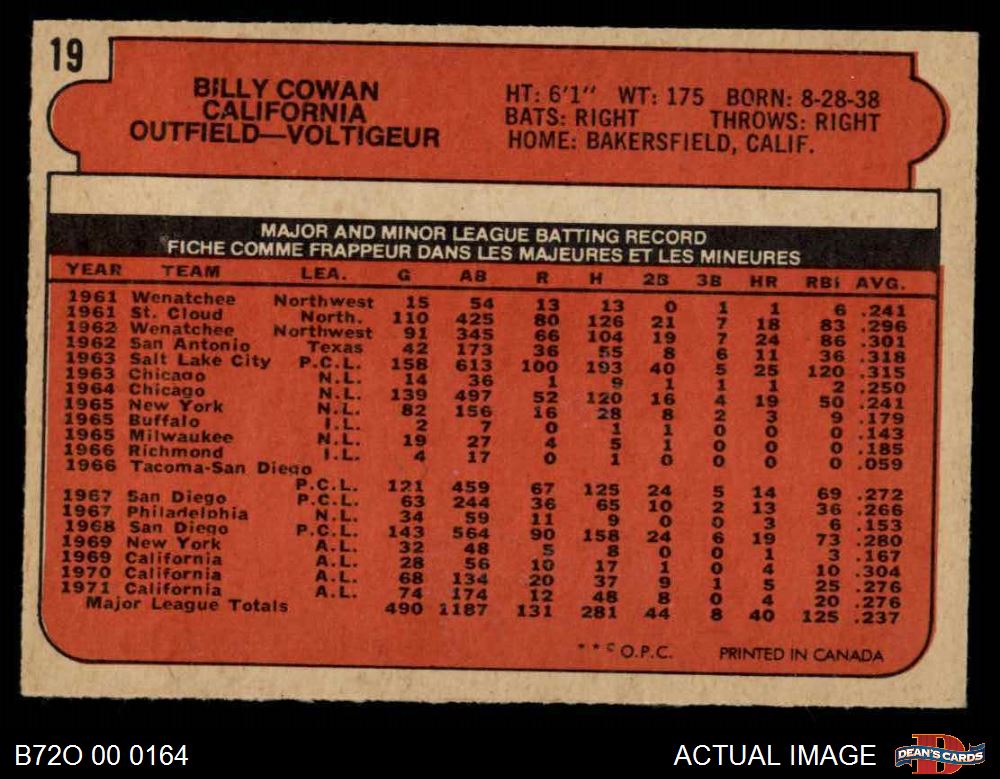 19
BILLY COWAN
CALIFORNIA
OUTFIELD—VOLTIGEUR
HT: 6'1" WT: 175 BORN: 8-28-38
BATS: RIGHT THROWS: RIGHT
HOME: BAKERSFIELD, CALIF.
MAJOR AND MINOR LEAGUE BATTING RECORD
FICHE COMME FRAPPEUR DANS LES MAJEURES ET LES MINEURES
YEAR TEAM LEA. G AB R H 2B 3B HR RBI AVG.
1961 Wenatchee Northwest 15 54 13 13 0 1 1 6 .241
1961 St. Cloud North. 110 425 80 126 21 7 18 83 .296
1962 Wenatchee Northwest 91 345 66 104 19 7 24 86 .301
1962 San Antonio Texas 42 173 36 55 8 6 11 36 .318
1963 Salt Lake City P.C.L. 158 613 100 193 40 5 25 120 .315
1963 Chicago N.L. 14 36 1 9 1 1 1 2 .250
1964 Chicago N.L. 139 497 52 120 16 4 19 50 .241
1965 New York N.L. 82 156 16 28 8 2 3 9 .179
1965 Buffalo I.L. 2 7 0 1 1 0 0 0 .143
1965 Milwaukee N.L. 19 27 4 5 1 0 0 0 .185
1966 Richmond I.L. 4 17 0 1 0 0 0 0 .059
1966 Tacoma-San Diego
P.C.L. 121 459 67 125 24 5 14 69 .272
1967 San Diego P.C.L. 63 244 36 65 10 2 13 36 .266
1967 Philadelphia N.L. 34 59 11 9 0 0 3 6 .153
1968 San Diego P.C.L. 143 564 90 158 24 6 19 73 .280
1969 New York A.L. 32 48 5 8 0 0 1 3 .167
1969 California A.L. 28 56 10 17 1 0 4 10 .304
1970 California A.L. 68 134 20 37 9 1 5 25 .276
1971 California A.L. 74 174 12 48 8 0 4 20 .276
Major League Totals 490 1187 131 281 44 8 40 125 .237
* * © O.P.C. PRINTED IN CANADA
B72O 00 0164
ACTUAL IMAGE
DEAN'S CARDS